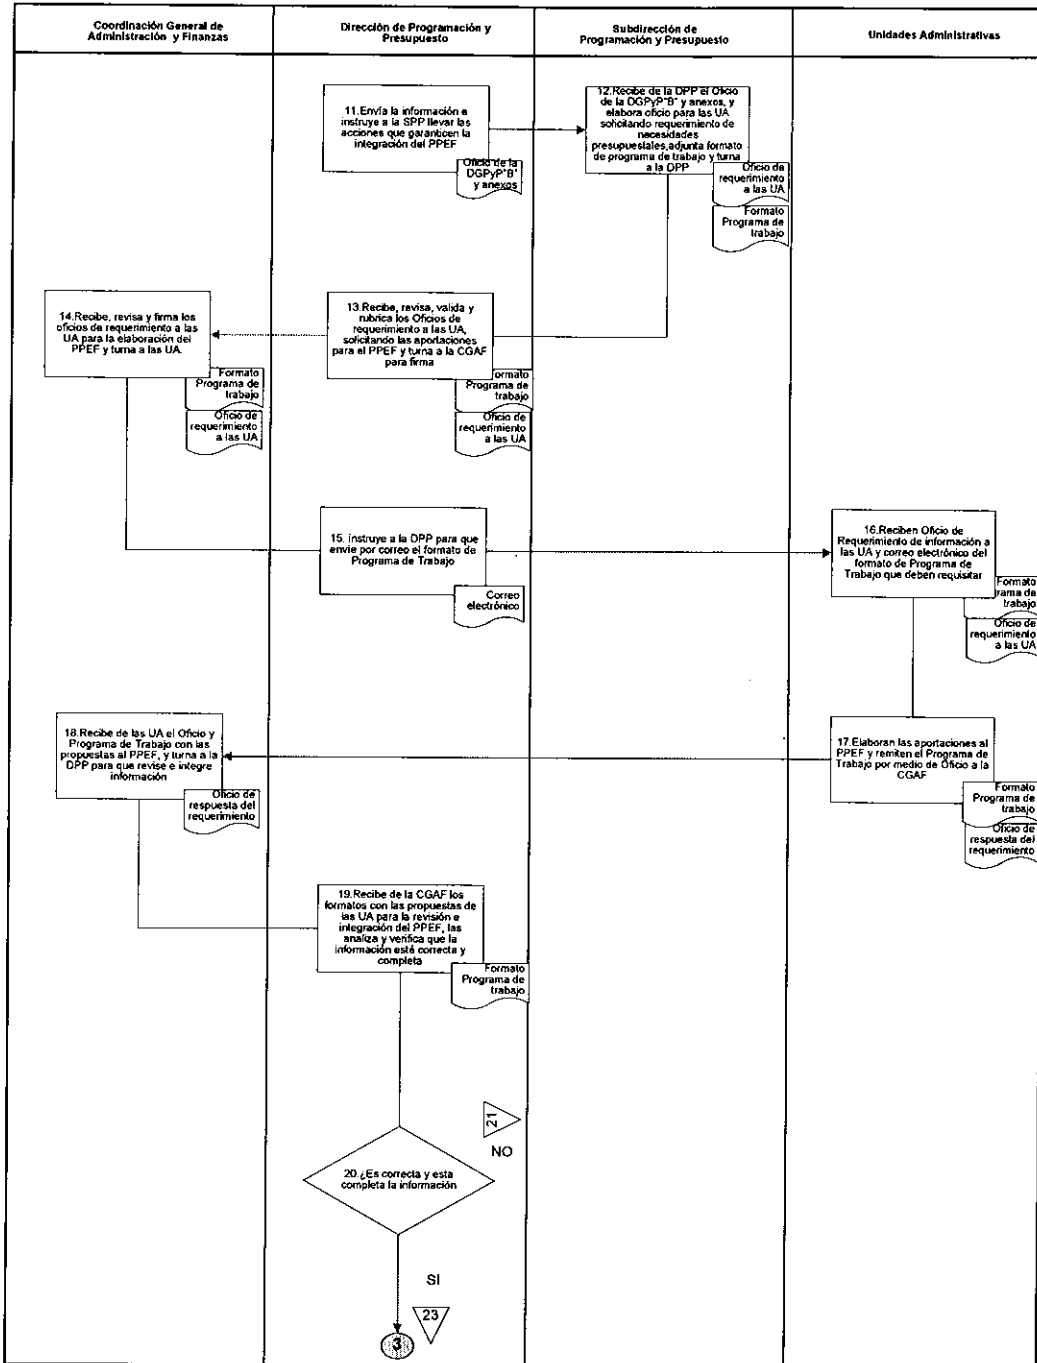 Coordinación General de
Administración y Finanzas
Dirección de Programación y
Presupuesto
Subdirección de
Programación y Presupuesto
Unidades Administrativas
11.Envía la información e
instruye a la SPP llevar las
acciones que garanticen la
integración del PPEF
Oficio de la
DGPyP"B"
y anexos
12.Recibe de la DPP el Oficio
de la DGPyP"B" y anexos, y
elabora oficio para las UA
solicitando requerimiento de
necesidades
presupuestales,adjunta formato
de programa de trabajo y turna
a la DPP
Oficio de
requerimiento
a las UA
Formato
Programa de
trabajo
14.Recibe, revisa y firma los
oficios de requerimiento a las
UA para la elaboración del
PPEF y turna a las UA.
Formato
Programa de
trabajo
Oficio de
requerimiento
a las UA
13.Recibe, revisa, valida y
rubrica los Oficios de
requerimiento a las UA,
solicitando las aportaciones
para el PPEF y turna a la CGAF
para firma
Formato
Programa de
trabajo
Oficio de
requerimiento
a las UA
15. instruye a la DPP para que
envíe por correo el formato de
Programa de Trabajo
Correo
electrónico
16.Reciben Oficio de
Requerimiento de información a
las UA y correo electrónico del
formato de Programa de
Trabajo que deben requisitar
Formato
rama de
trabajo
Oficio de
requerimiento
a las UA
18.Recibe de las UA el Oficio y
Programa de Trabajo con las
propuestas al PPEF, y turna a la
DPP para que revise e integre
información
Oficio de
respuesta del
requerimiento
17.Elaboran las aportaciones al
PPEF y remiten el Programa de
Trabajo por medio de Oficio a la
CGAF
Formato
Programa de
trabajo
Oficio de
respuesta del
requerimiento
19.Recibe de la CGAF los
formatos con las propuestas de
las UA para la revisión e
integración del PPEF, las
analiza y verifica que la
información esté correcta y
completa
Formato
Programa de
trabajo
21
NO
20.¿Es correcta y esta
completa la información
SI
23
3